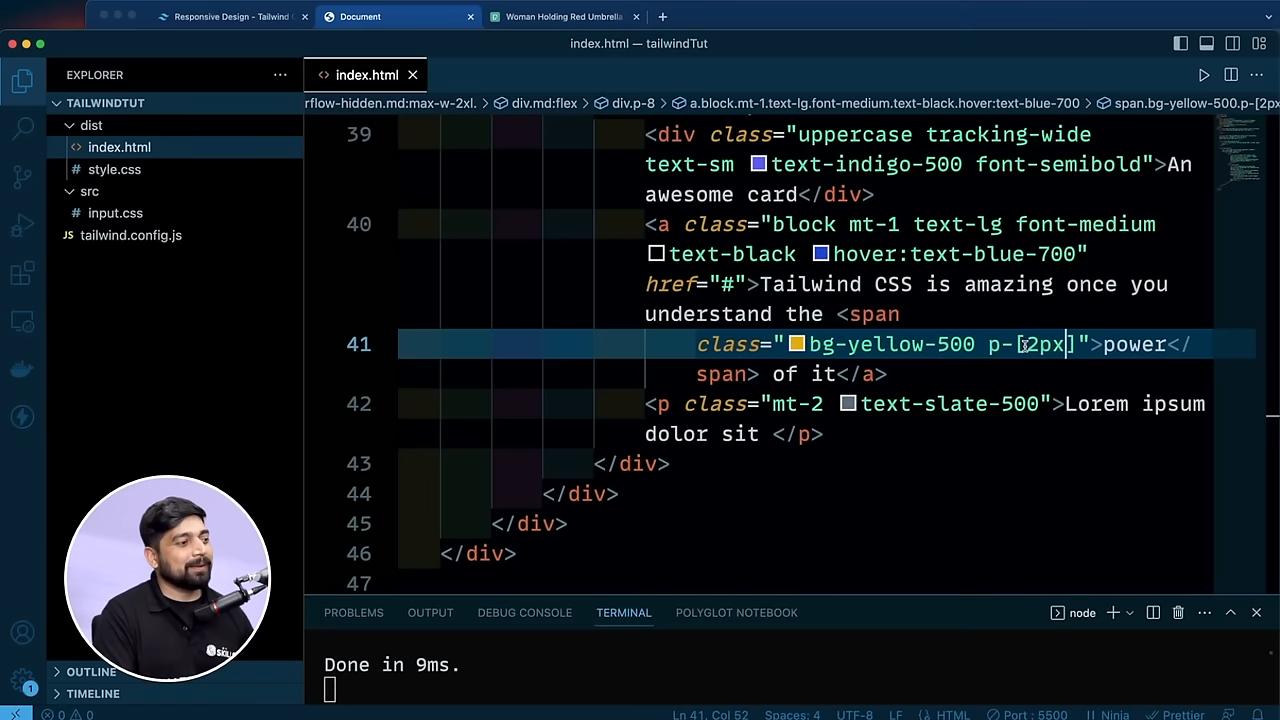 Responsive Design - Tailwind
Document
Woman Holding Red Umbrella
index.html — tailwindTut
EXPLORER
index.html
TAILWINDTUT
rflow-hidden.md:max-w-2xl. > div.md:flex > div.p-8 > a.block.mt-1.text-lg.font-medium.text-black.hover:text-blue-700 > span.bg-yellow-500.p-[2px
dist
index.html
style.css
src
input.css
JS tailwind.config.js
39 <div class="uppercase tracking-wide
text-sm text-indigo-500 font-semibold">An
awesome card</div>
40 <a class="block mt-1 text-lg font-medium
text-black hover:text-blue-700"
href="#">Tailwind CSS is amazing once you
understand the <span
41 class="bg-yellow-500 p-[2px]">power</
span> of it</a>
42 <p class="mt-2 text-slate-500">Lorem ipsum
dolor sit </p>
43 </div>
44 </div>
45 </div>
46 </div>
47
PROBLEMS OUTPUT DEBUG CONSOLE TERMINAL POLYGLOT NOTEBOOK
node
Done in 9ms.
OUTLINE
TIMELINE
1
0 0
Ln 41, Col 52 Spaces: 4 UTF-8 LF HTML Port : 5500 Ninja Prettier